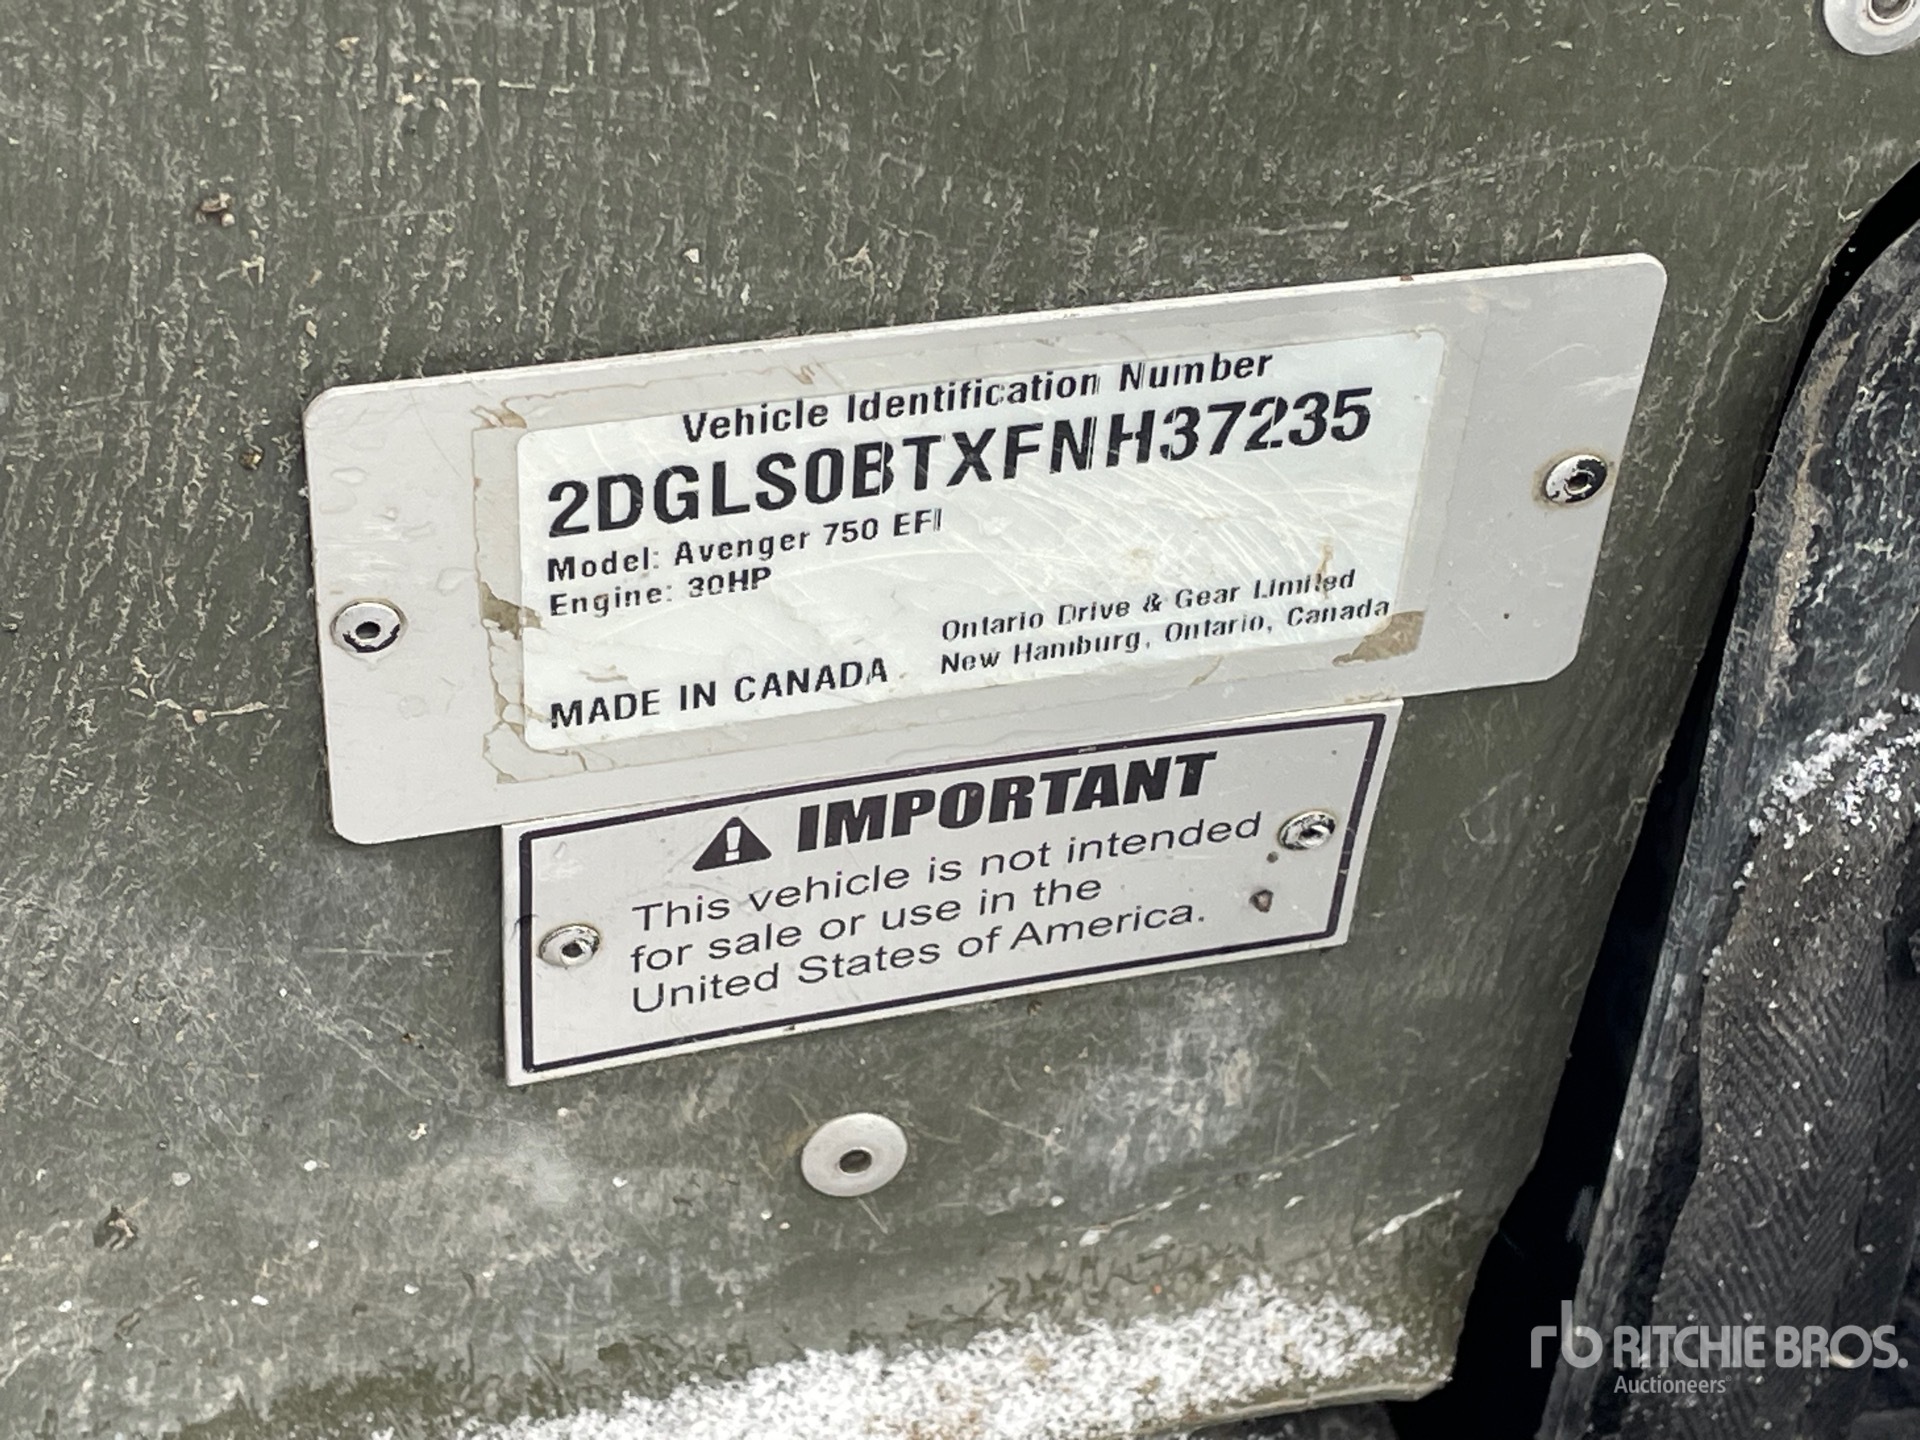 Vehicle Identification Number
2DGLS0BTXFNH37235
Model: Avenger 750 EFI
Engine: 30HP
Ontario Drive & Gear Limited
New Hamburg, Ontario, Canada
MADE IN CANADA
IMPORTANT
This vehicle is not intended
for sale or use in the
United States of America.
rb RITCHIE BROS.
Auctioneers